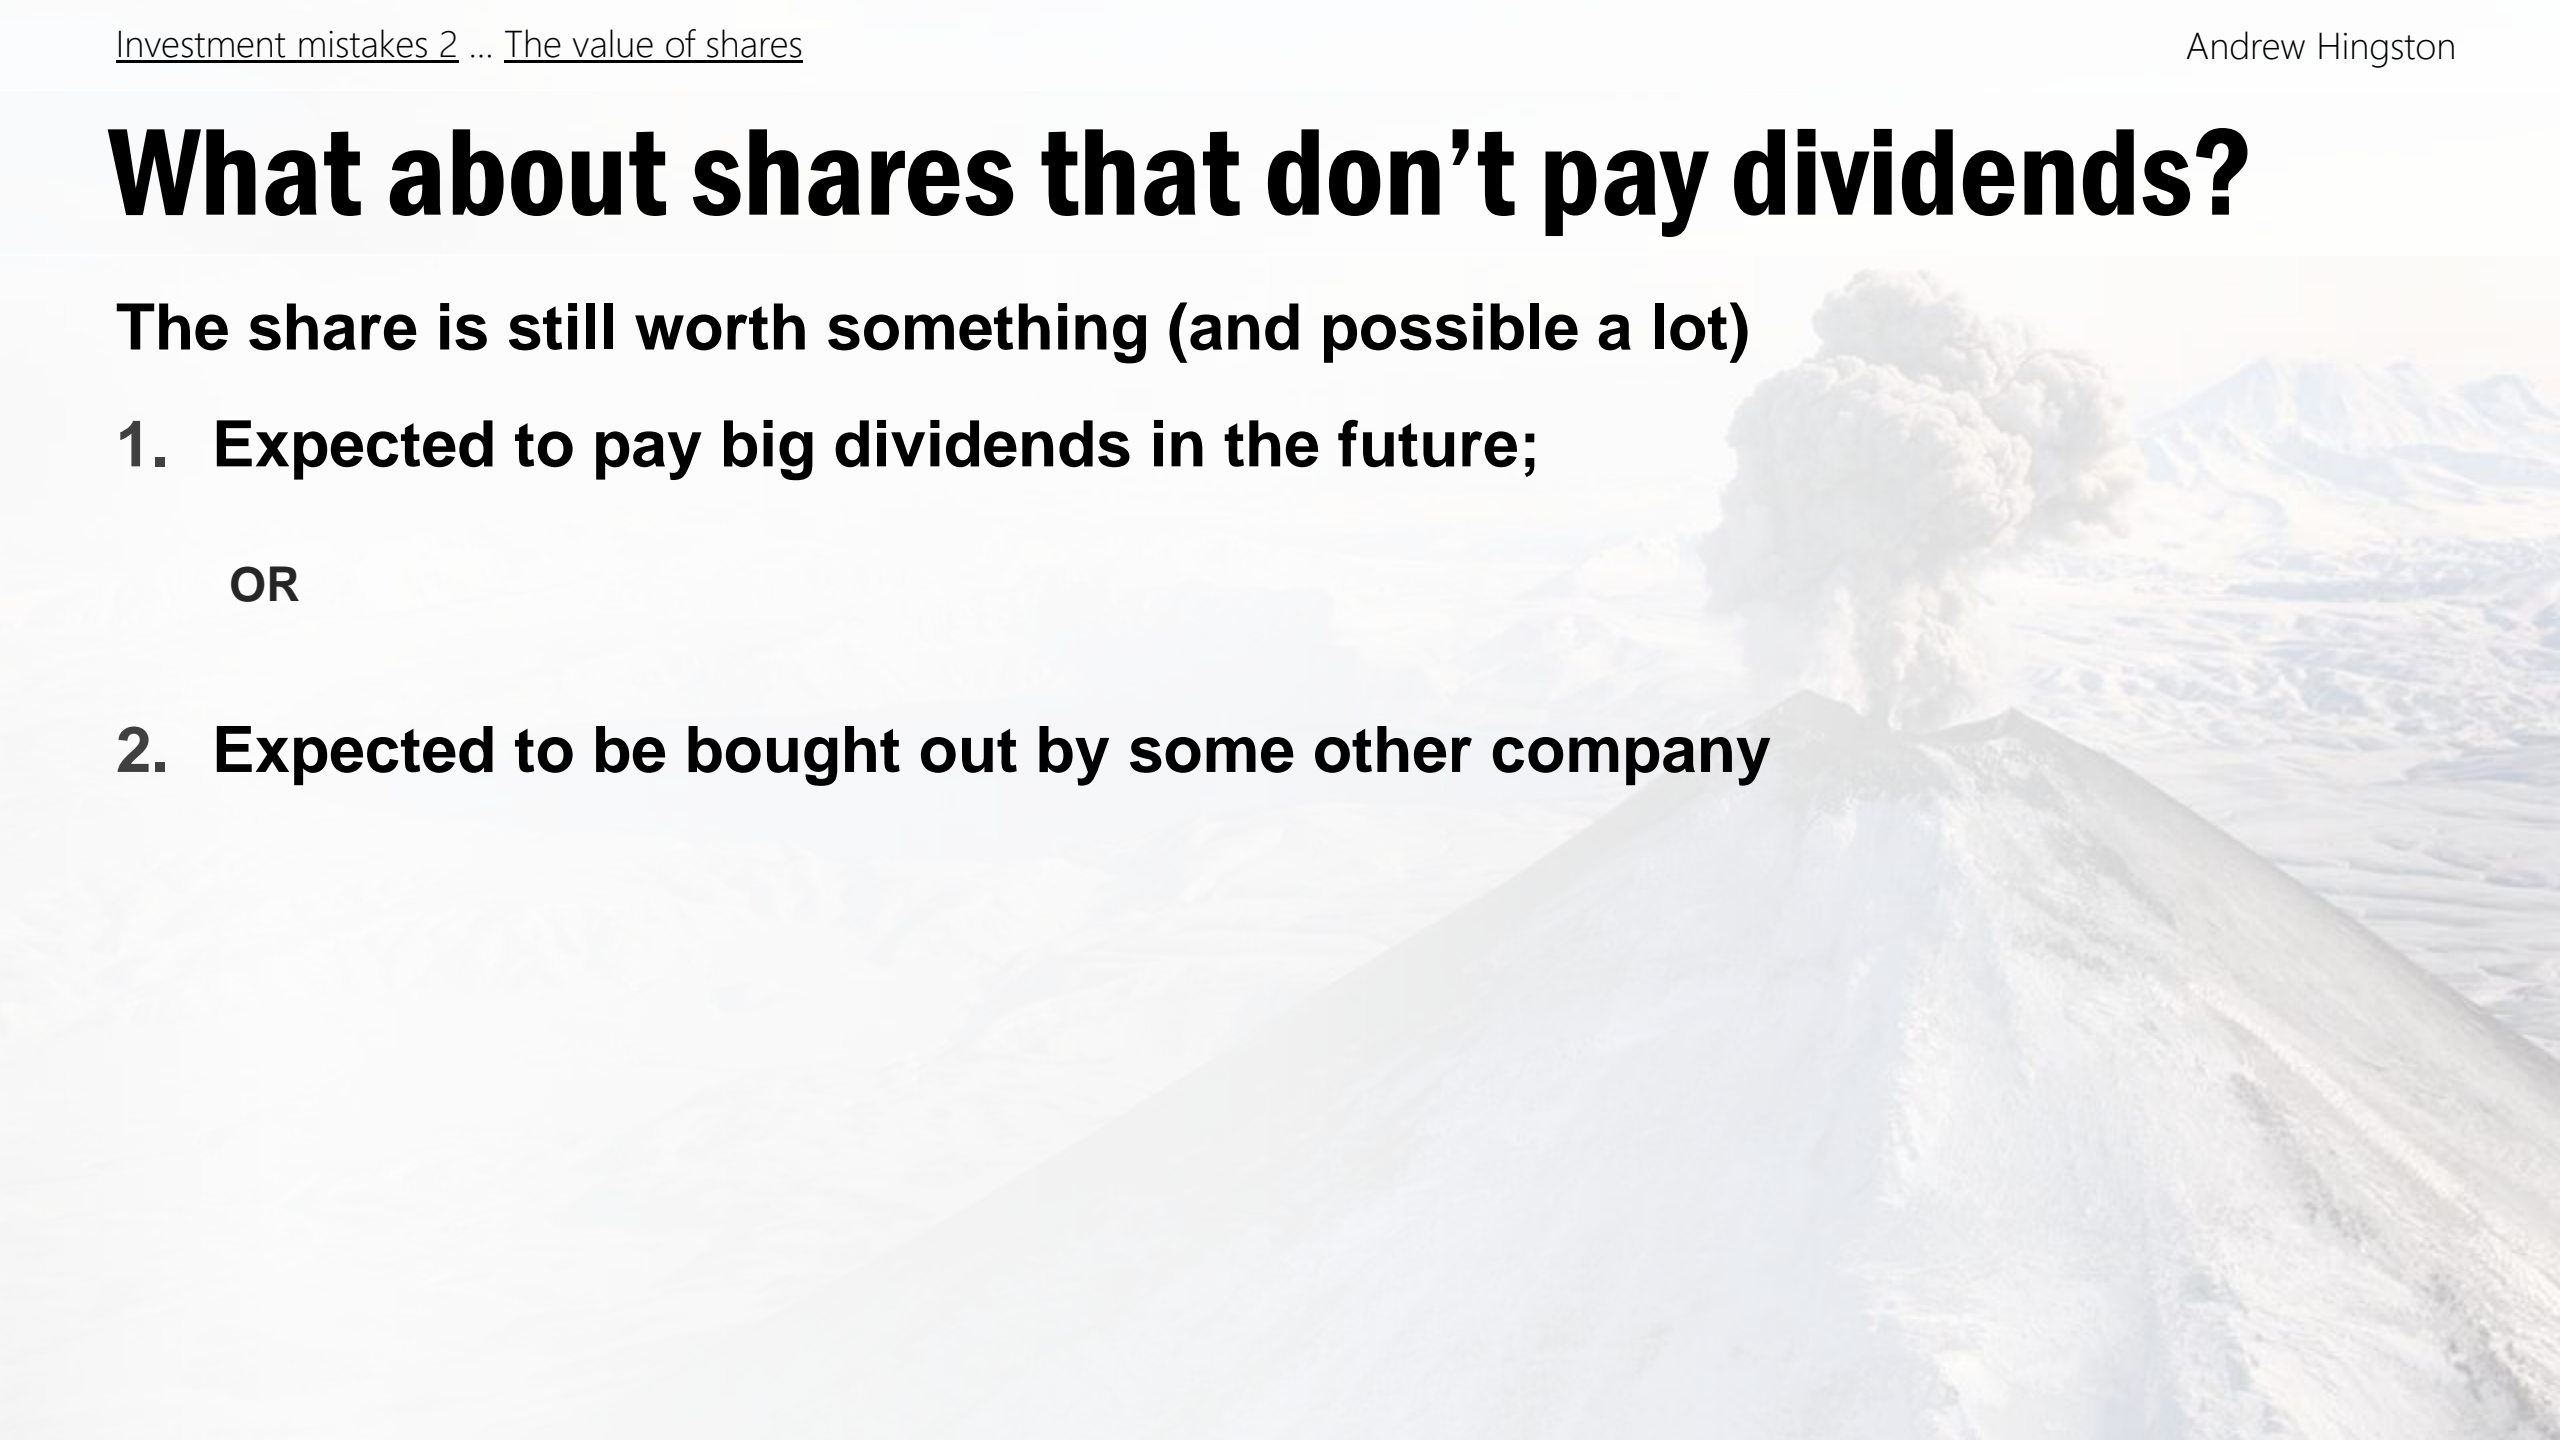 Investment mistakes 2 ... The value of shares
Andrew Hingston
What about shares that don’t pay dividends?
The share is still worth something (and possible a lot)
1. Expected to pay big dividends in the future;
OR
2. Expected to be bought out by some other company